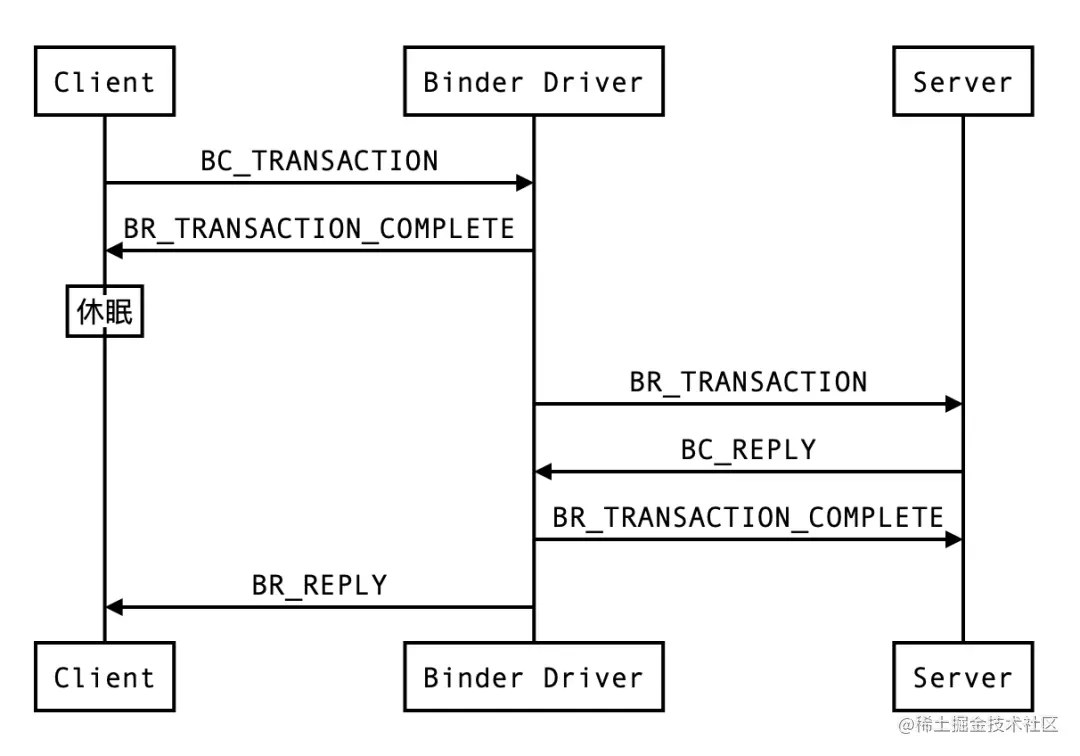 Client Binder Driver Server
BC_TRANSACTION
BR_TRANSACTION_COMPLETE
休眠
BR_TRANSACTION
BC_REPLY
BR_TRANSACTION_COMPLETE
BR_REPLY
Client Binder Driver Server
@稀土掘金技术社区